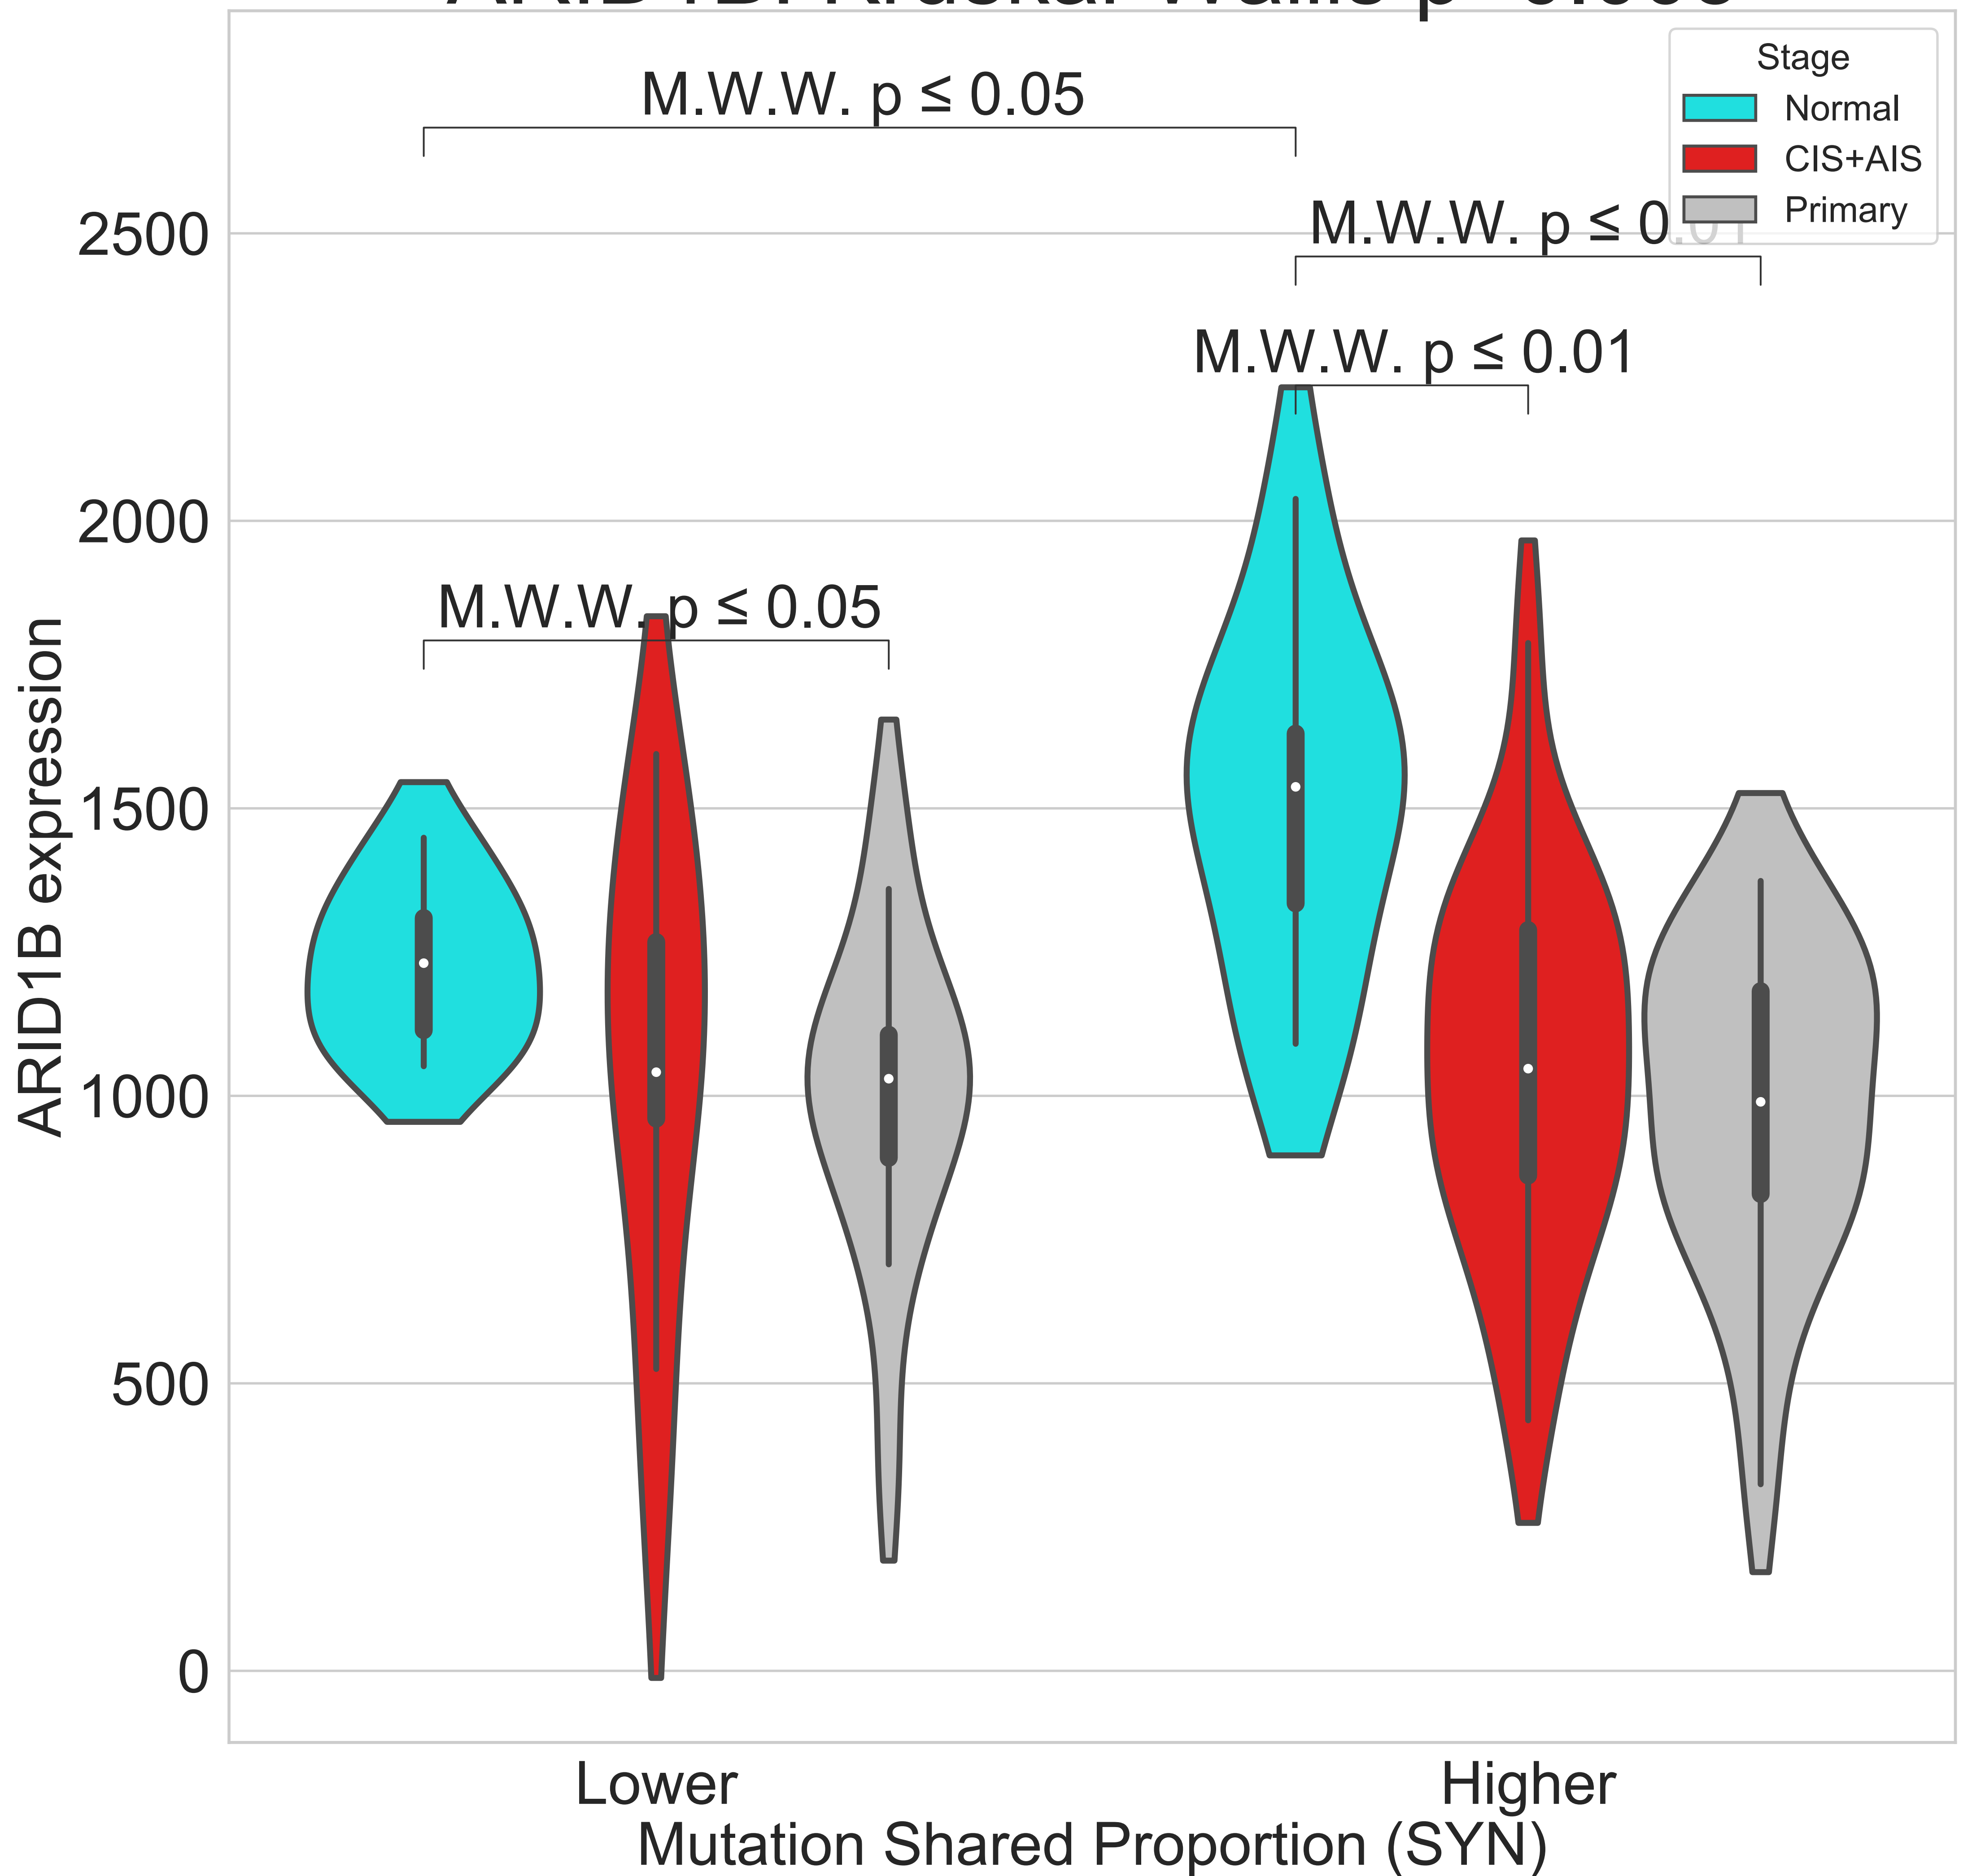 M.W.W. p ≤ 0.05
Stage
Normal
CIS+AIS
Primary
M.W.W. p ≤ 0.01
M.W.W. p ≤ 0.01
M.W.W. p ≤ 0.05
2500
2000
1500
1000
500
0
ARID1B expression
Lower
Higher
Mutation Shared Proportion (SYN)